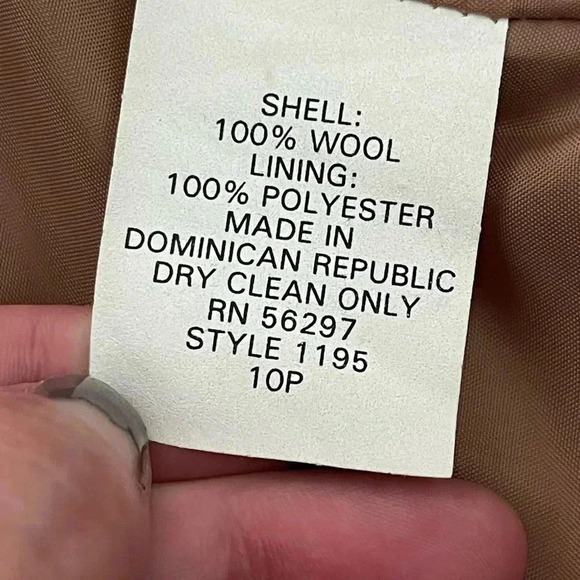 SHELL:
100% WOOL
LINING:
100% POLYESTER
MADE IN
DOMINICAN REPUBLIC
DRY CLEAN ONLY
RN 56297
STYLE 1195
10P